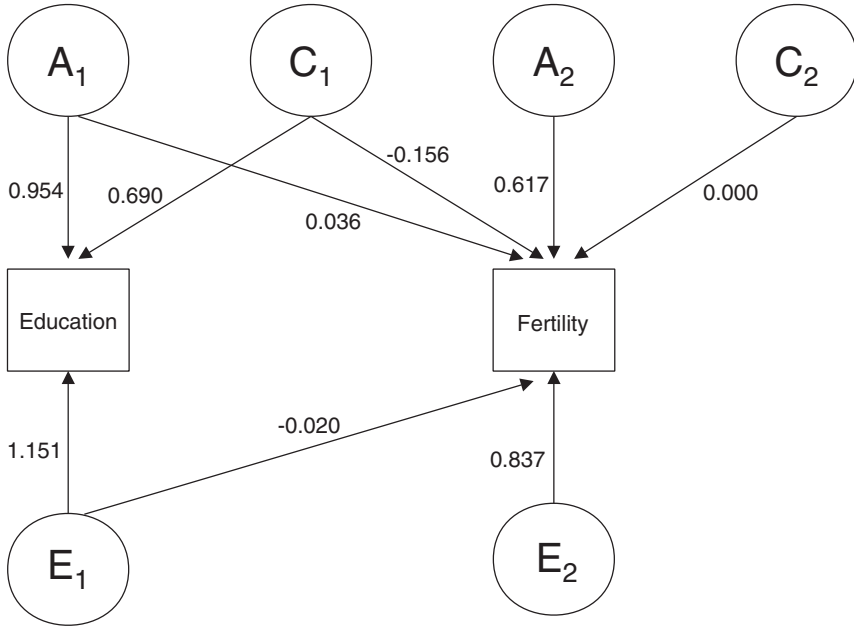 A₁
C₁
A₂
C₂
-0.156
0.954
0.690
0.617
0.000
0.036
Education
Fertility
-0.020
1.151
0.837
E₁
E₂